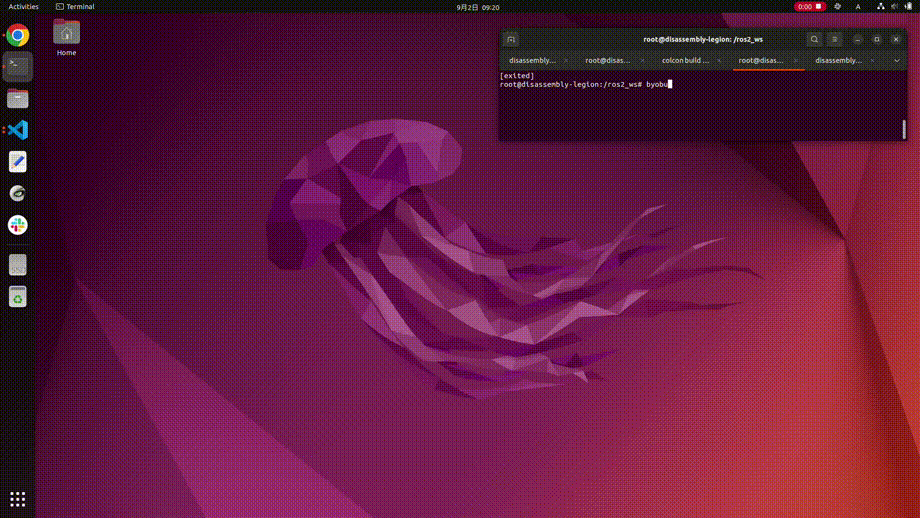 Activities
Terminal
9月2日 09:20
0:00
A
Home
root@disassembly-legion: /ros2_ws
disassembly…
root@disas…
colcon build …
root@disas…
disassembly…
[exited]
root@disassembly-legion:/ros2_ws# byobu